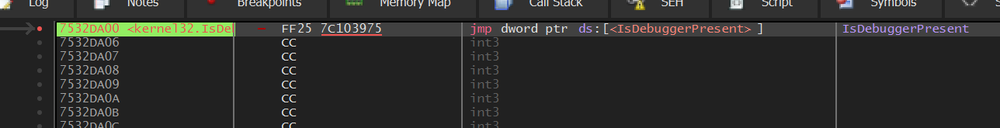 Log Notes Breakpoints Memory Map Call Stack SEH Script Symbols
7532DA00 <kernel32.IsDel - FF25 7C103975 jmp dword ptr ds:[<IsDebuggerPresent>] IsDebuggerPresent
7532DA06 CC int3
7532DA07 CC int3
7532DA08 CC int3
7532DA09 CC int3
7532DA0A CC int3
7532DA0B CC int3
7532DA0C CC int3